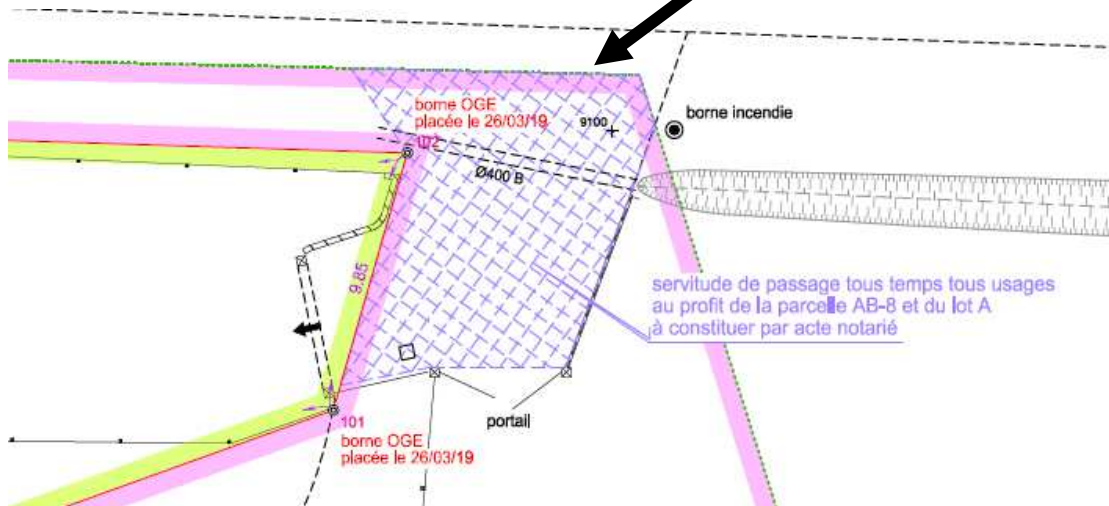 borne OGE
placée le 26/03/19
102
9100
borne incendie
Ø400 B
9.85
servitude de passage tous temps tous usages
au profit de la parcelle AB-8 et du lot A
à constituer par acte notarié
portail
101
borne OGE
placée le 26/03/19